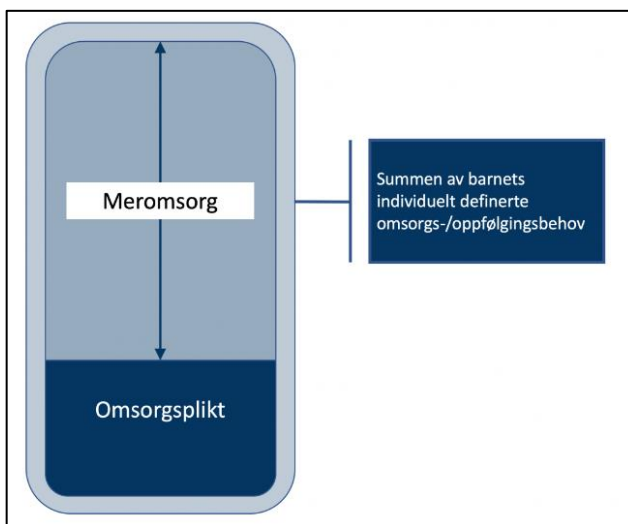 Meromsorg
Summen av barnets
individuelt definerte
omsorgs-/oppfølgingsbehov
Omsorgsplikt